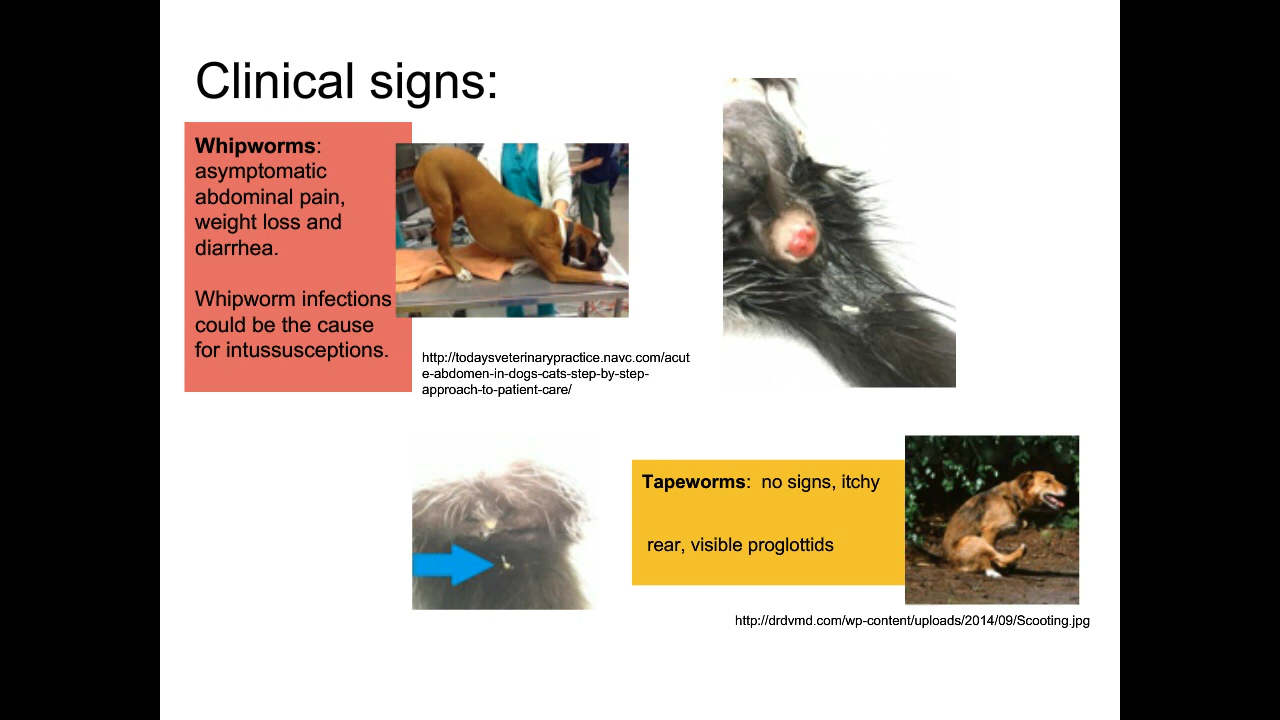 Clinical signs:
Whipworms:
asymptomatic
abdominal pain,
weight loss and
diarrhea.
Whipworm infections
could be the cause
for intussusceptions.
http://todaysveterinarypractice.navc.com/acut
e-abdomen-in-dogs-cats-step-by-step-
approach-to-patient-care/
Tapeworms:  no signs, itchy
rear, visible proglottids
http://drdvmd.com/wp-content/uploads/2014/09/Scooting.jpg